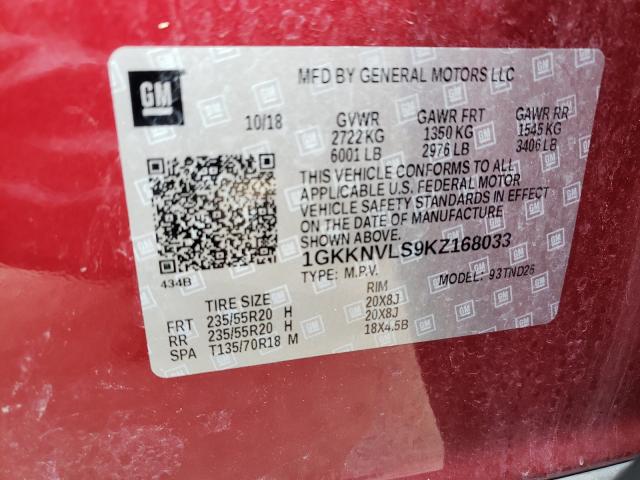 GM
MFD BY GENERAL MOTORS LLC
10/18 GVWR GAWR FRT GAWR RR
2722 KG 1350 KG 1545 KG
6001 LB 2976 LB 3406 LB
THIS VEHICLE CONFORMS TO ALL
APPLICABLE U.S. FEDERAL MOTOR
VEHICLE SAFETY STANDARDS IN EFFECT
ON THE DATE OF MANUFACTURE
SHOWN ABOVE.
1GKKNVLS9KZ168033
TYPE: M.P.V. MODEL: 93TND26
434B
TIRE SIZE RIM
FRT 235/55R20 H 20X8J
RR 235/55R20 H 20X8J
SPA T135/70R18 M 18X4.5B